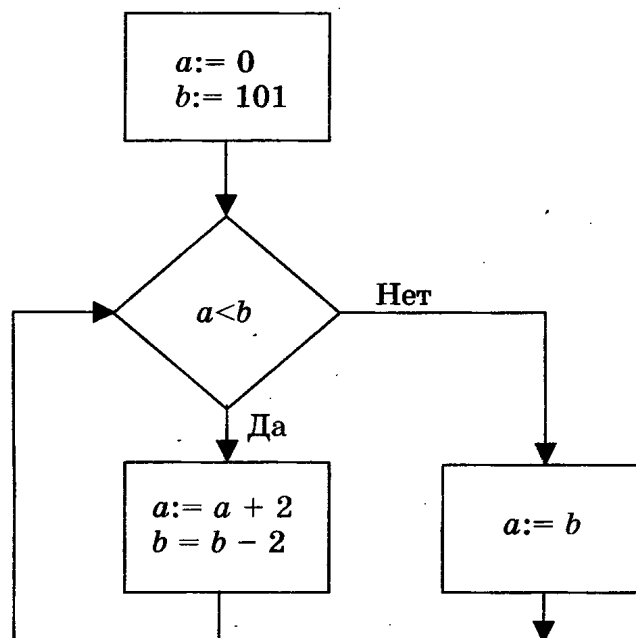 a:= 0
b:= 101
a<b
Нет
Да
a:= a + 2
b = b − 2
a:= b